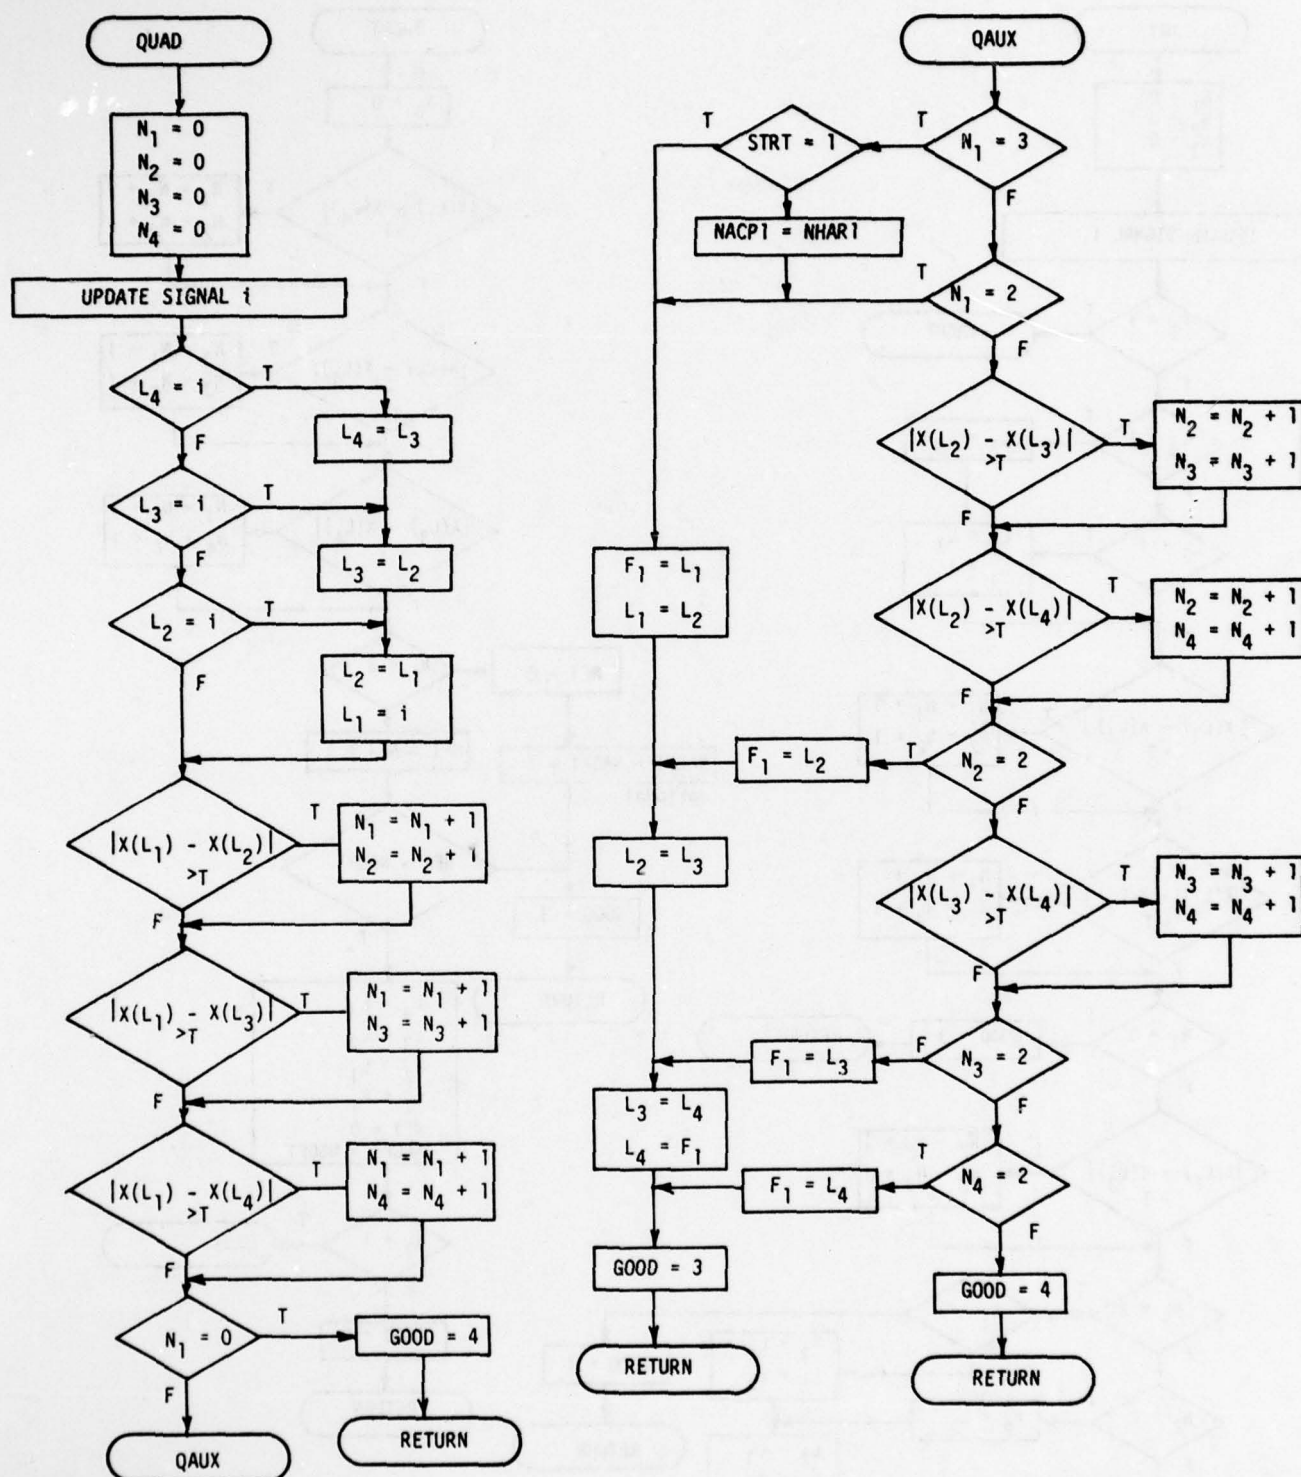 QUAD
N1 = 0
N2 = 0
N3 = 0
N4 = 0
UPDATE SIGNAL i
L4 = i
T
F
L4 = L3
L3 = i
T
F
L3 = L2
L2 = i
T
F
L2 = L1
L1 = i
|X(L1) - X(L2)|
>T
T
F
N1 = N1 + 1
N2 = N2 + 1
|X(L1) - X(L3)|
>T
T
F
N1 = N1 + 1
N3 = N3 + 1
|X(L1) - X(L4)|
>T
T
F
N1 = N1 + 1
N4 = N4 + 1
N1 = 0
T
F
GOOD = 4
RETURN
QAUX
QAUX
N1 = 3
T
F
STRT = 1
T
NACP1 = NHAR1
N1 = 2
T
F
|X(L2) - X(L3)|
>T
T
F
N2 = N2 + 1
N3 = N3 + 1
F1 = L1
L1 = L2
|X(L2) - X(L4)|
>T
T
F
N2 = N2 + 1
N4 = N4 + 1
N2 = 2
T
F
F1 = L2
L2 = L3
|X(L3) - X(L4)|
>T
T
F
N3 = N3 + 1
N4 = N4 + 1
N3 = 2
F
F
F1 = L3
L3 = L4
L4 = F1
N4 = 2
T
F
F1 = L4
GOOD = 3
RETURN
GOOD = 4
RETURN